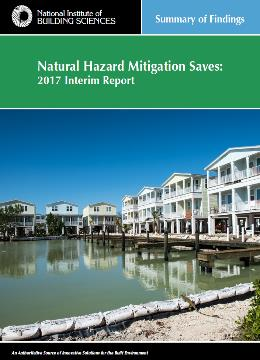 National Institute of
BUILDING SCIENCES
Summary of Findings
Natural Hazard Mitigation Saves:
2017 Interim Report
An Authoritative Source of Innovative Solutions for the Built Environment